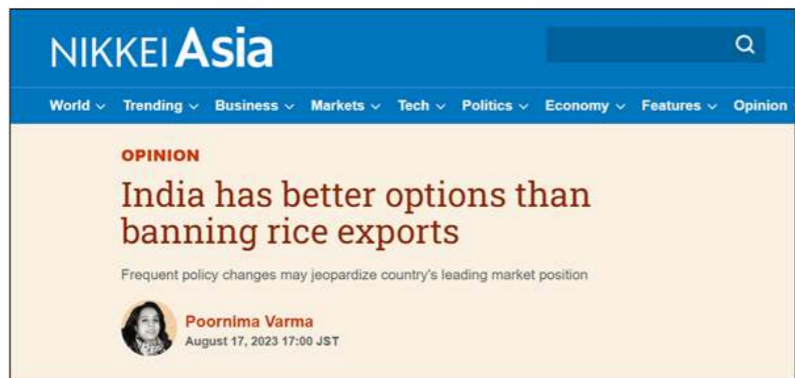 NIKKEI Asia
World Trending Business Markets Tech Politics Economy Features Opinion
OPINION
India has better options than
banning rice exports
Frequent policy changes may jeopardize country's leading market position
Poornima Varma
August 17, 2023 17:00 JST